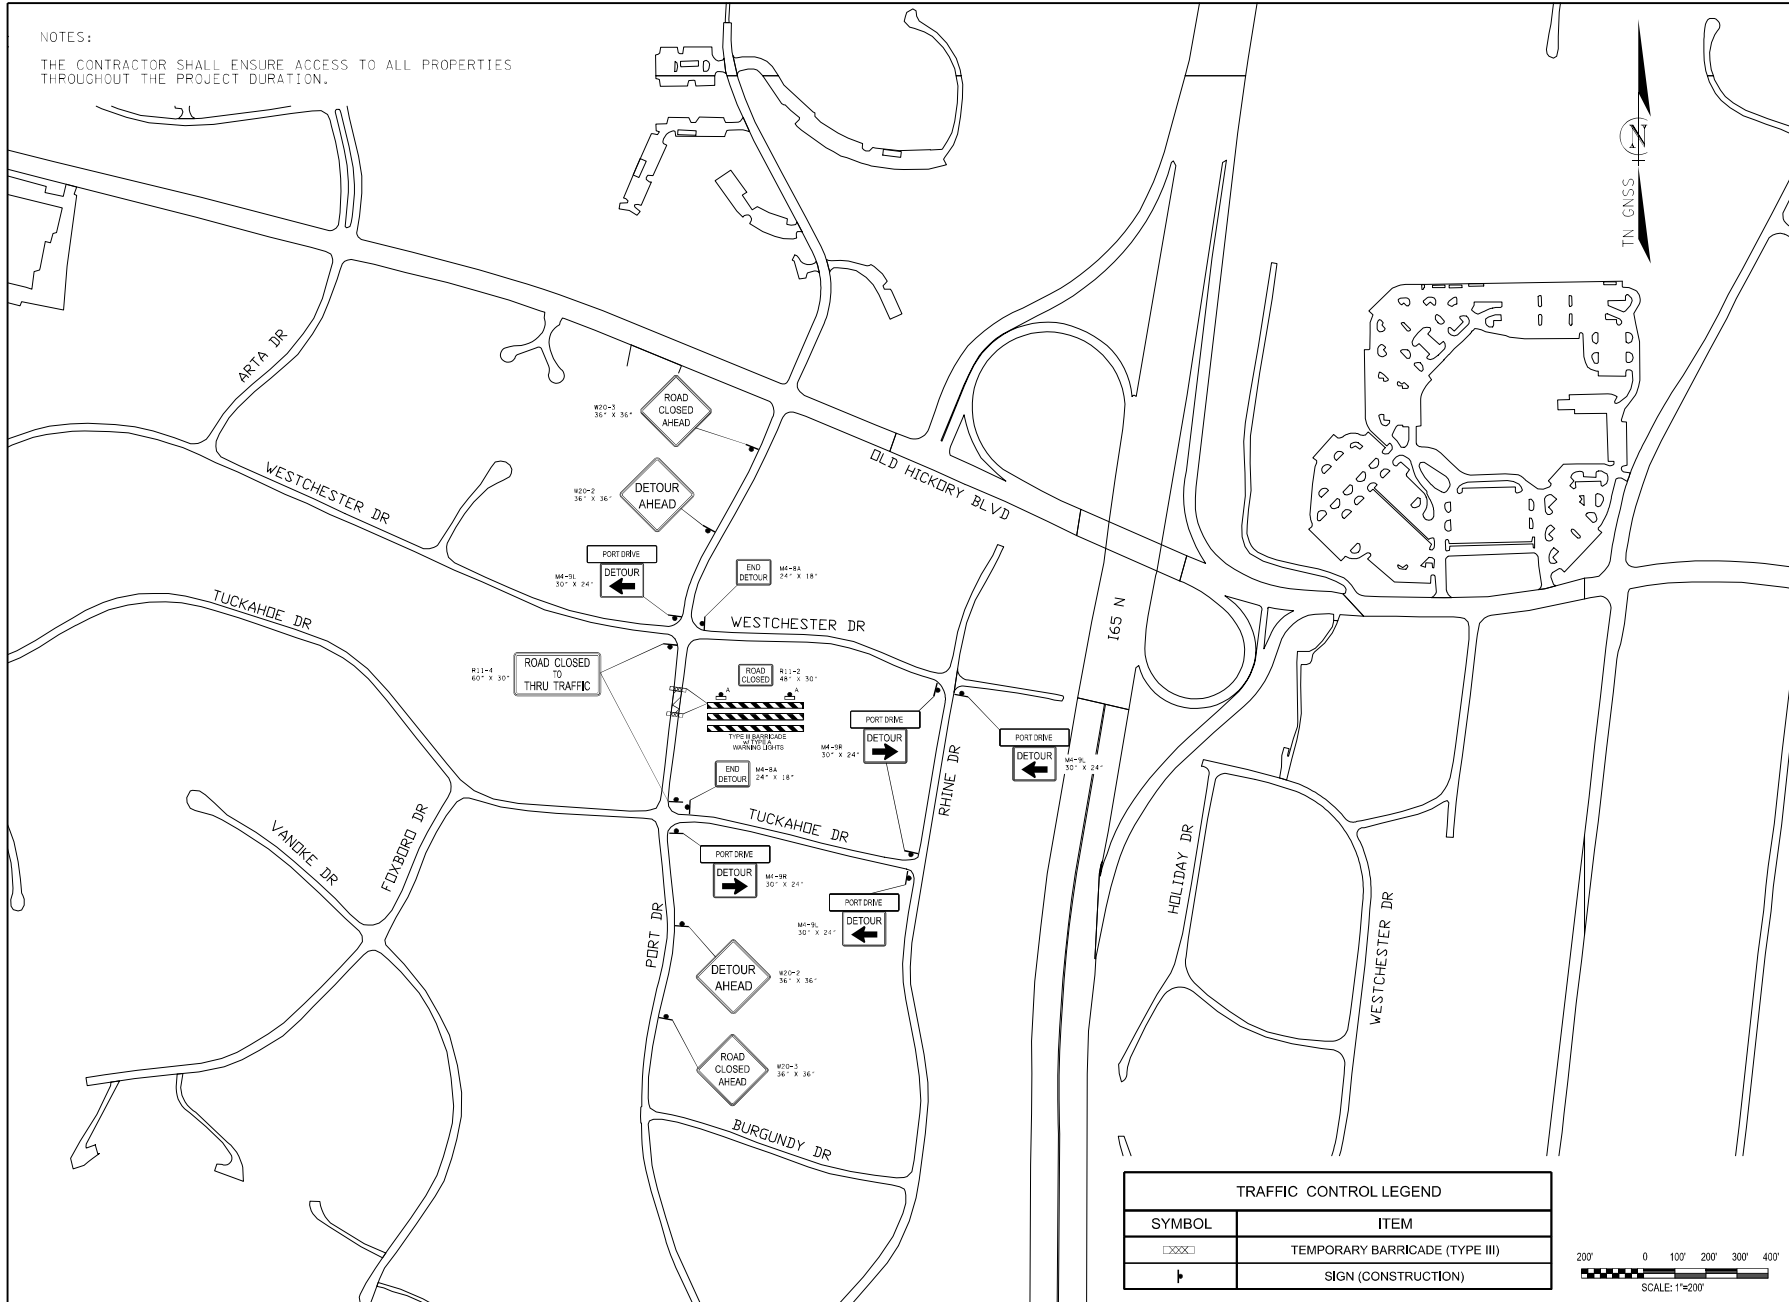 NOTES:
THE CONTRACTOR SHALL ENSURE ACCESS TO ALL PROPERTIES
THROUGHOUT THE PROJECT DURATION.
N
TN GNSS
ARTA DR
WESTCHESTER DR
OLD HICKORY BLVD
I65 N
W20-3
36" X 36"
ROAD
CLOSED
AHEAD
W20-2
36" X 36"
DETOUR
AHEAD
PORT DRIVE
M4-9L
30" X 24"
DETOUR
END
DETOUR
M4-8A
24" X 18"
TUCKAHOE DR
WESTCHESTER DR
R11-4
60" X 30"
ROAD CLOSED
TO
THRU TRAFFIC
ROAD
CLOSED
R11-2
48" X 30"
A
A
TYPE III BARRICADE
W/ TYPE A
WARNING LIGHTS
PORT DRIVE
M4-9R
30" X 24"
DETOUR
PORT DRIVE
DETOUR
M4-9L
30" X 24"
END
DETOUR
M4-8A
24" X 18"
RHINE DR
TUCKAHOE DR
VANOKE DR
FOXBORO DR
PORT DRIVE
DETOUR
M4-9R
30" X 24"
PORT DRIVE
M4-9L
30" X 24"
DETOUR
HOLIDAY DR
WESTCHESTER DR
PORT DR
DETOUR
AHEAD
W20-2
36" X 36"
ROAD
CLOSED
AHEAD
W20-3
36" X 36"
BURGUNDY DR
TRAFFIC CONTROL LEGEND
SYMBOL ITEM
TEMPORARY BARRICADE (TYPE III)
SIGN (CONSTRUCTION)
200' 0 100' 200' 300' 400'
SCALE: 1"=200'